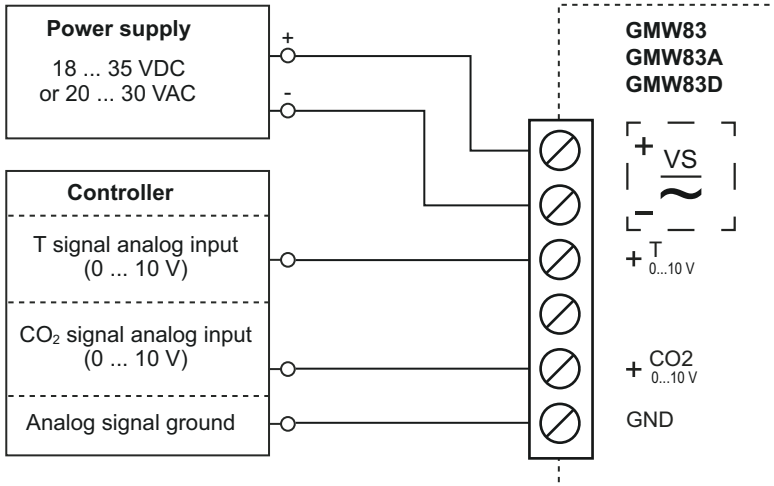 Power supply
18 ... 35 VDC
or 20 ... 30 VAC
+
-
Controller
T signal analog input
(0 ... 10 V)
CO₂ signal analog input
(0 ... 10 V)
Analog signal ground
GMW83
GMW83A
GMW83D
+
VS
~
–
+ T
0...10 V
+ CO2
0...10 V
GND